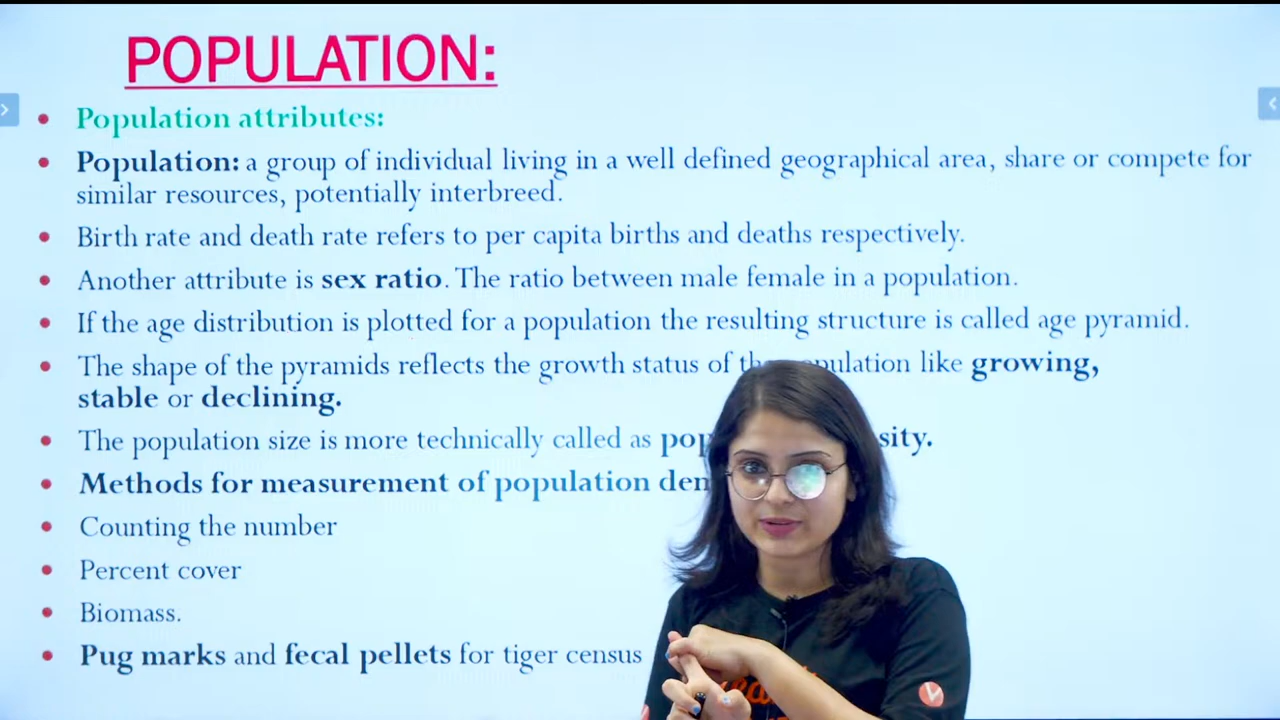 POPULATION:
• Population attributes:
• Population: a group of individual living in a well defined geographical area, share or compete for
similar resources, potentially interbreed.
• Birth rate and death rate refers to per capita births and deaths respectively.
• Another attribute is sex ratio. The ratio between male female in a population.
• If the age distribution is plotted for a population the resulting structure is called age pyramid.
• The shape of the pyramids reflects the growth status of like growing,
stable or declining.
• The population size is more technically called as
• Methods for measurement of population
• Counting the number
• Percent cover
• Biomass.
• Pug marks and fecal pellets for tiger census